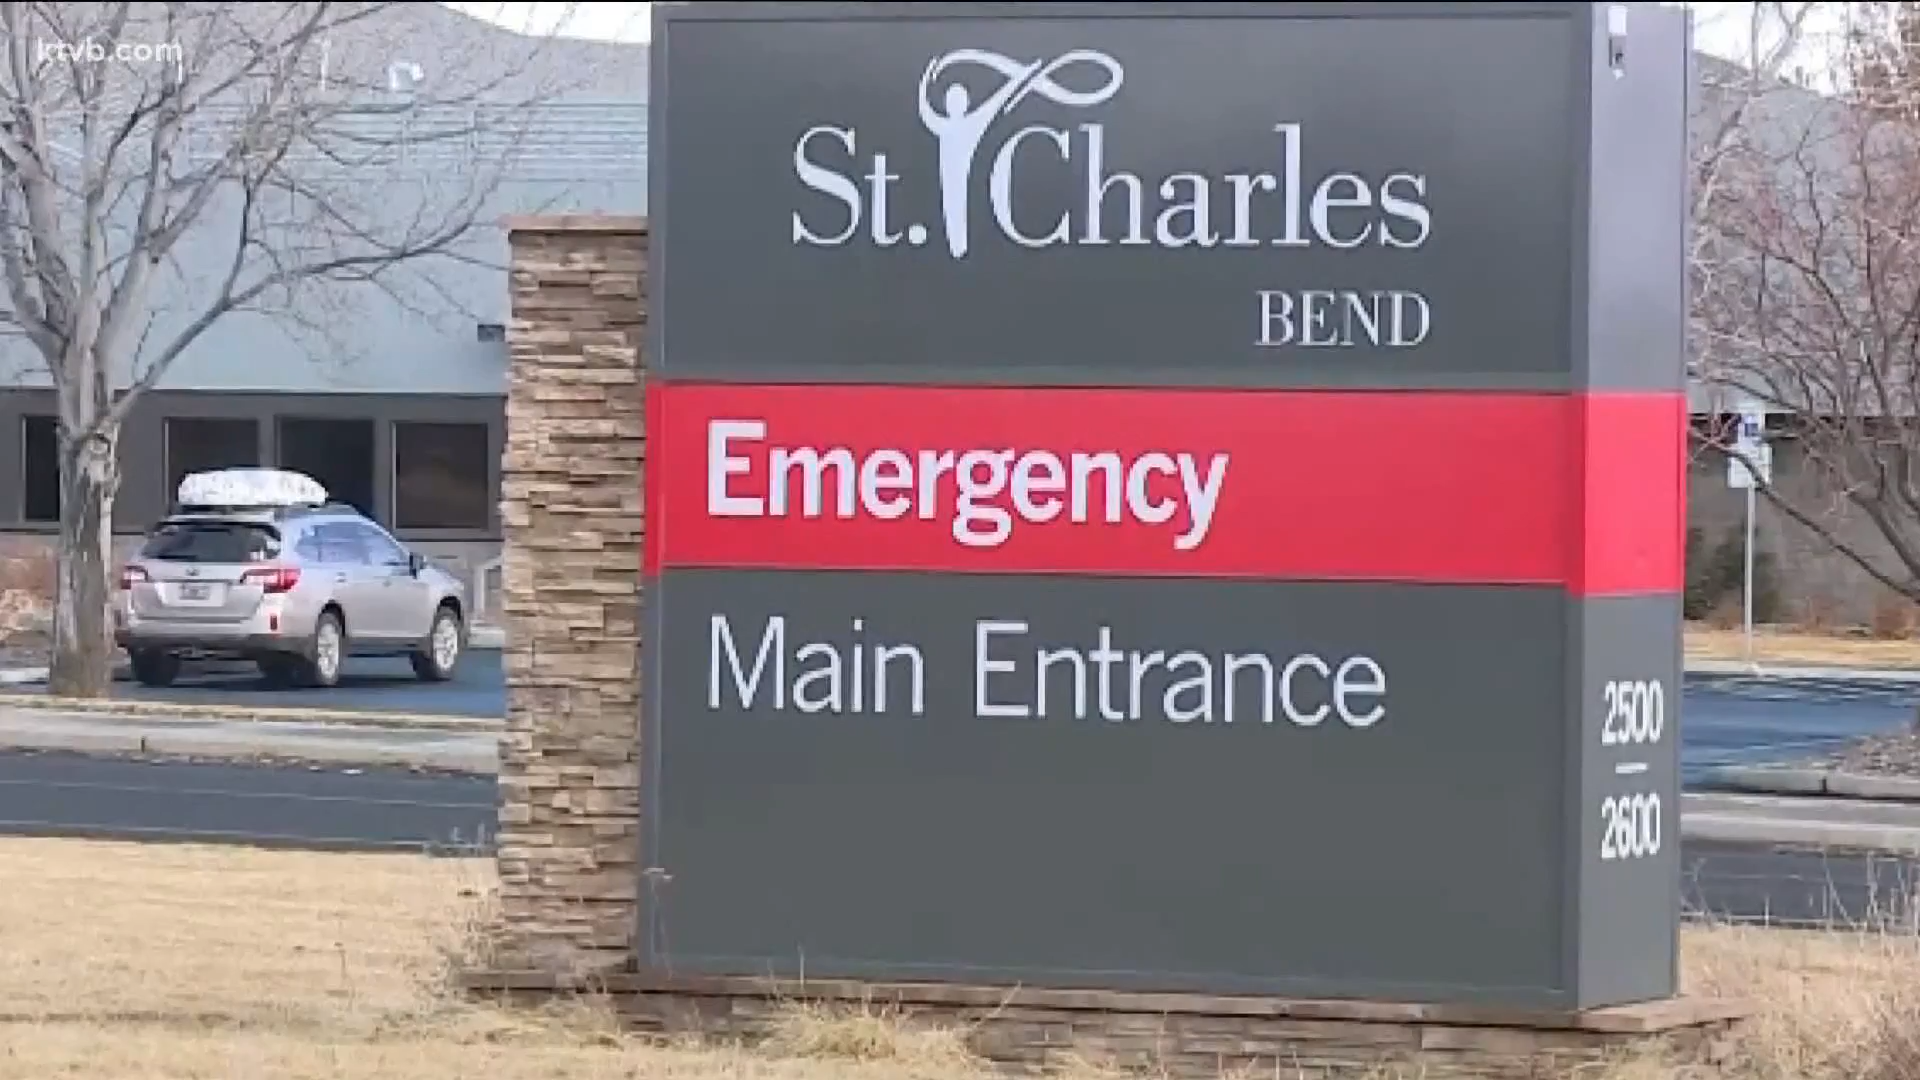 ktvb.com
St. Charles
BEND
Emergency
Main Entrance
2500
–
2600